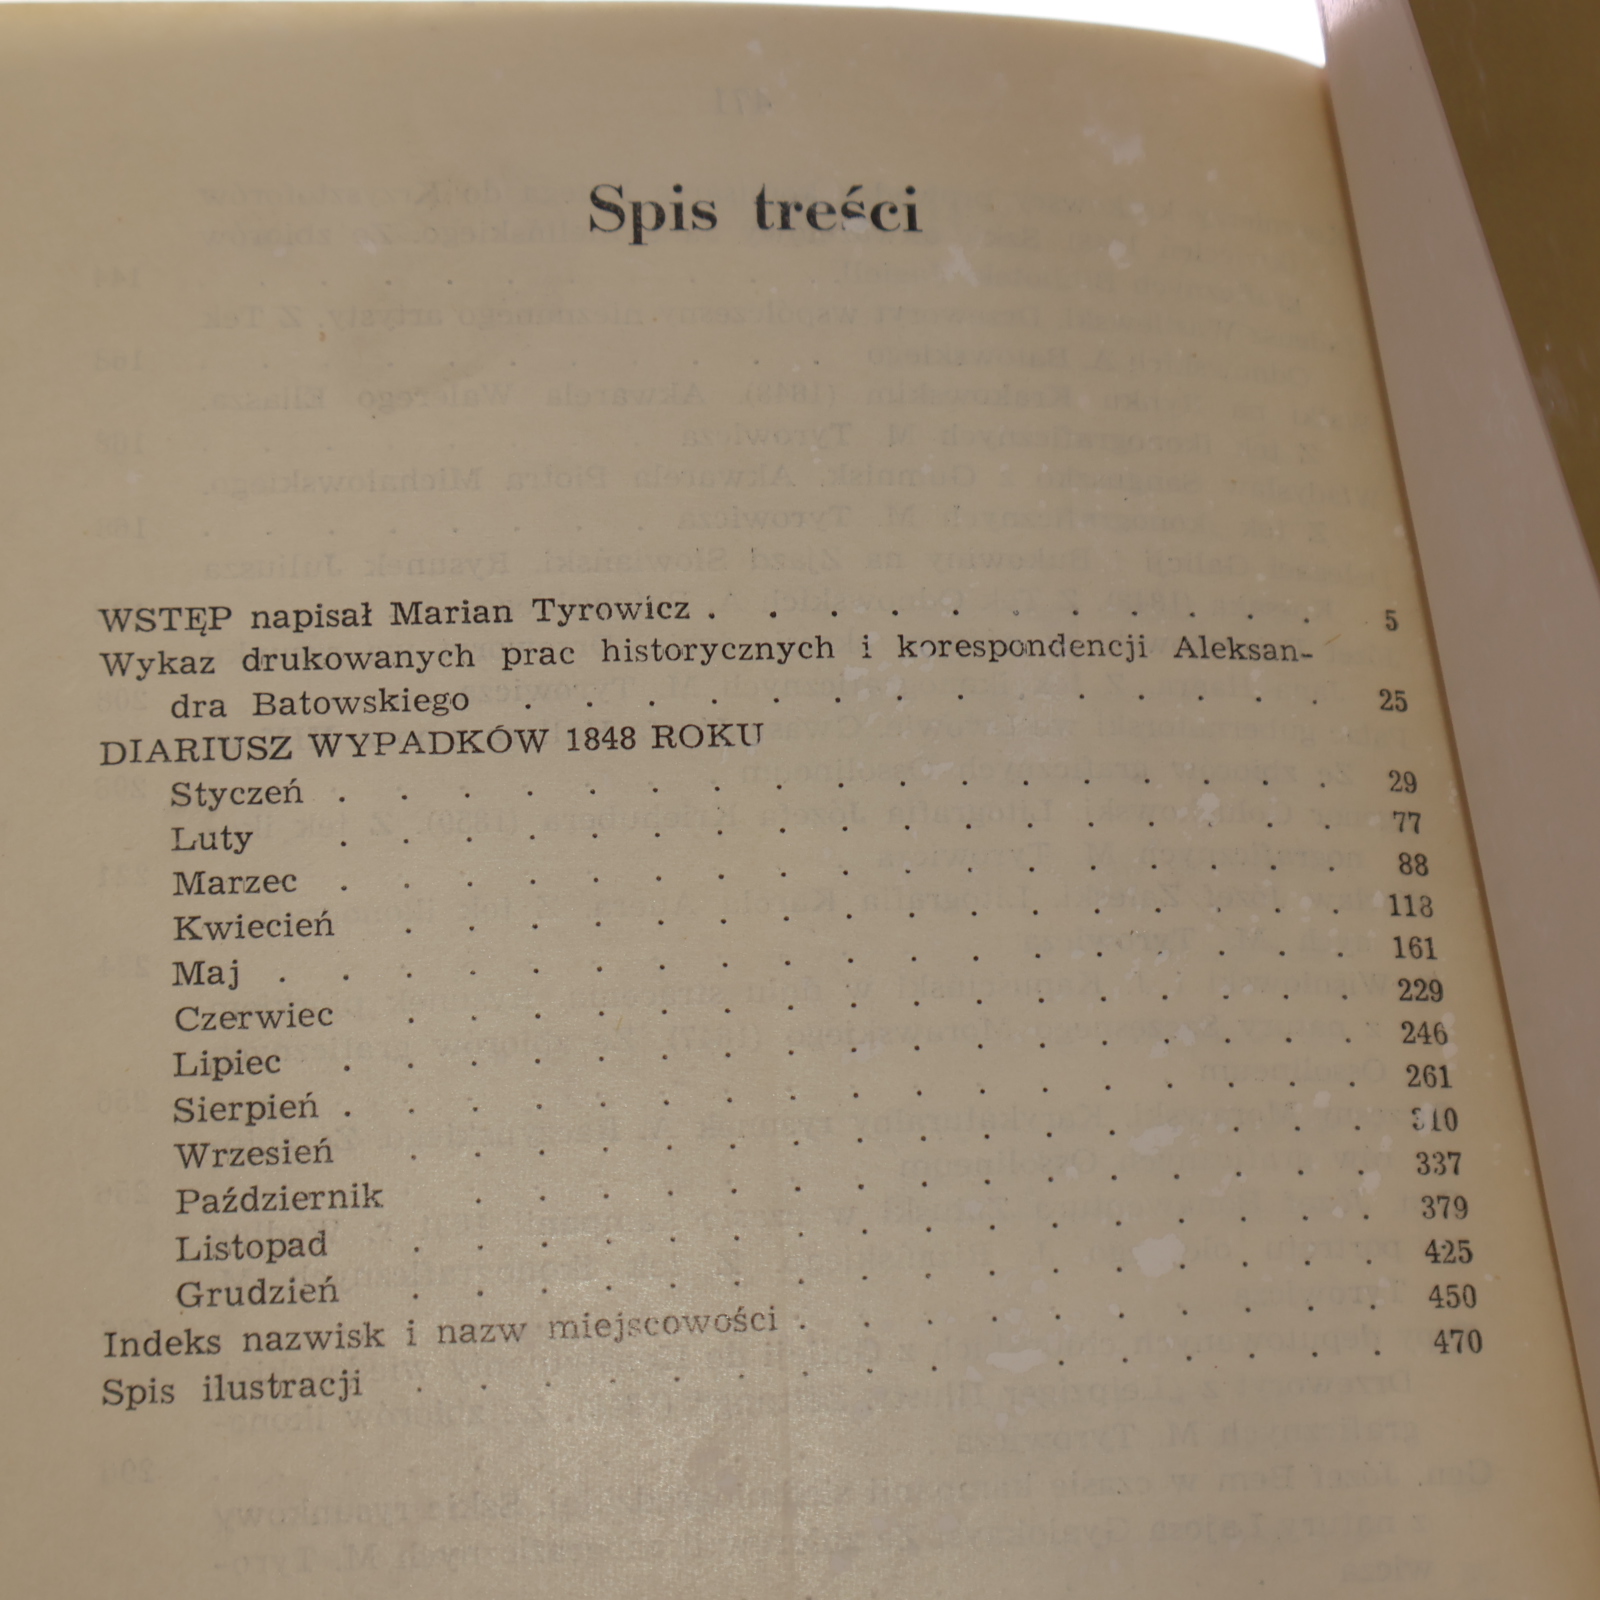 Spis treści
WSTĘP napisał Marian Tyrowicz . . . . . . . . . . 5
Wykaz drukowanych prac historycznych i korespondencji Aleksan-
dra Batowskiego . . . . . . . . . . . . . 25
DIARIUSZ WYPADKÓW 1848 ROKU
Styczeń . . . . . . . . . . . . . . . . 29
Luty . . . . . . . . . . . . . . . . 77
Marzec . . . . . . . . . . . . . . . . 88
Kwiecień . . . . . . . . . . . . . . . 118
Maj . . . . . . . . . . . . . . . . . 161
Czerwiec . . . . . . . . . . . . . . . 229
Lipiec . . . . . . . . . . . . . . . . 246
Sierpień . . . . . . . . . . . . . . . . 261
Wrzesień . . . . . . . . . . . . . . . 310
Październik . . . . . . . . . . . . . . 337
Listopad . . . . . . . . . . . . . . . 379
Grudzień . . . . . . . . . . . . . . . 425
Indeks nazwisk i nazw miejscowości . . . . . . . . . 450
Spis ilustracji . . . . . . . . . . . . . . . 470